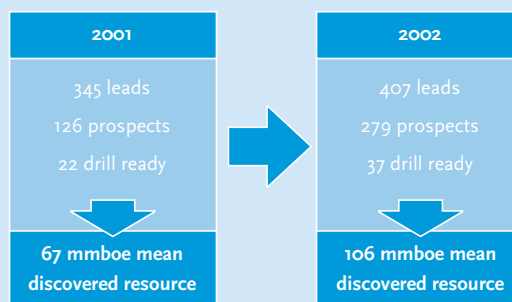 2001
345 leads
126 prospects
22 drill ready
67 mmboe mean
discovered resource
2002
407 leads
279 prospects
37 drill ready
106 mmboe mean
discovered resource